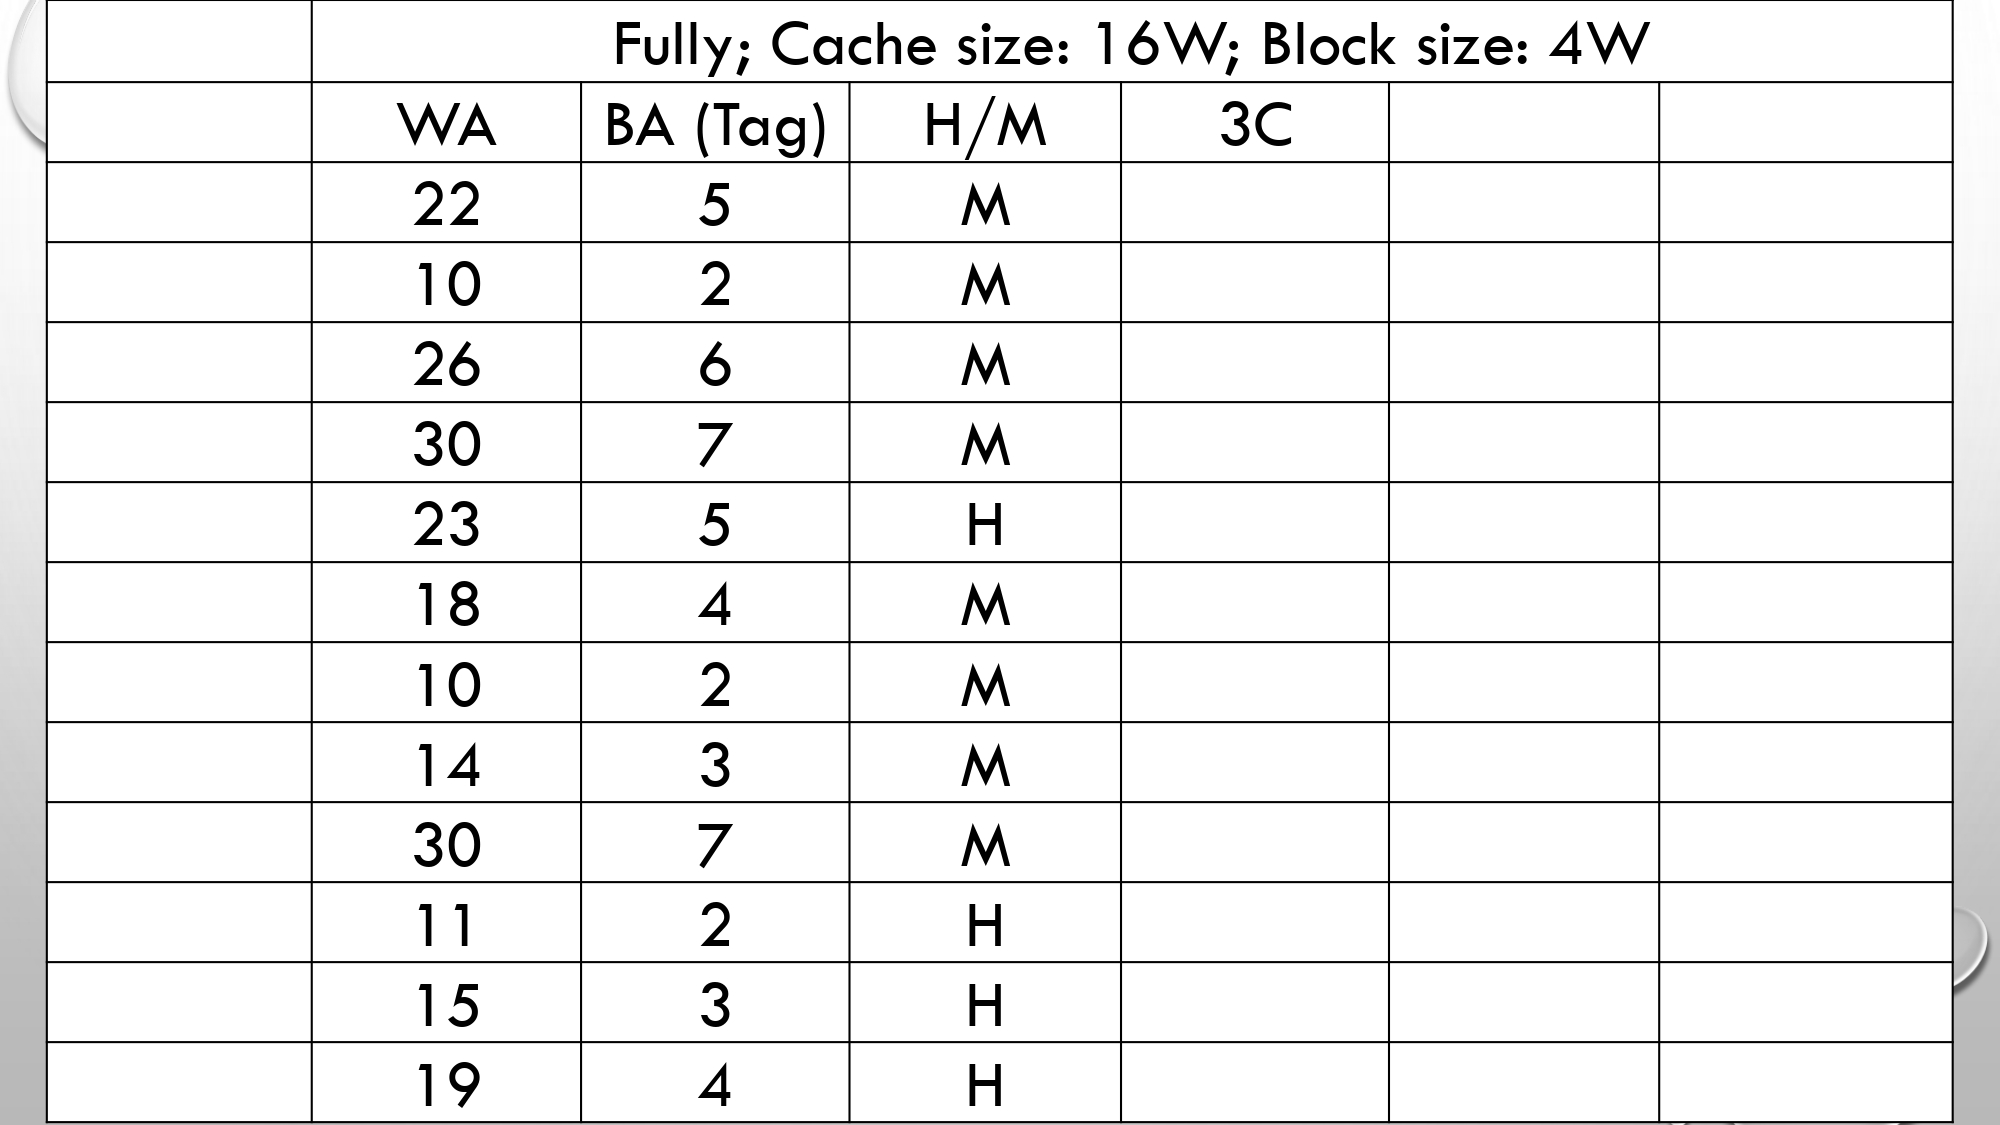 Fully; Cache size: 16W; Block size: 4W
WA BA (Tag) H/M 3C
22 5 M
10 2 M
26 6 M
30 7 M
23 5 H
18 4 M
10 2 M
14 3 M
30 7 M
11 2 H
15 3 H
19 4 H